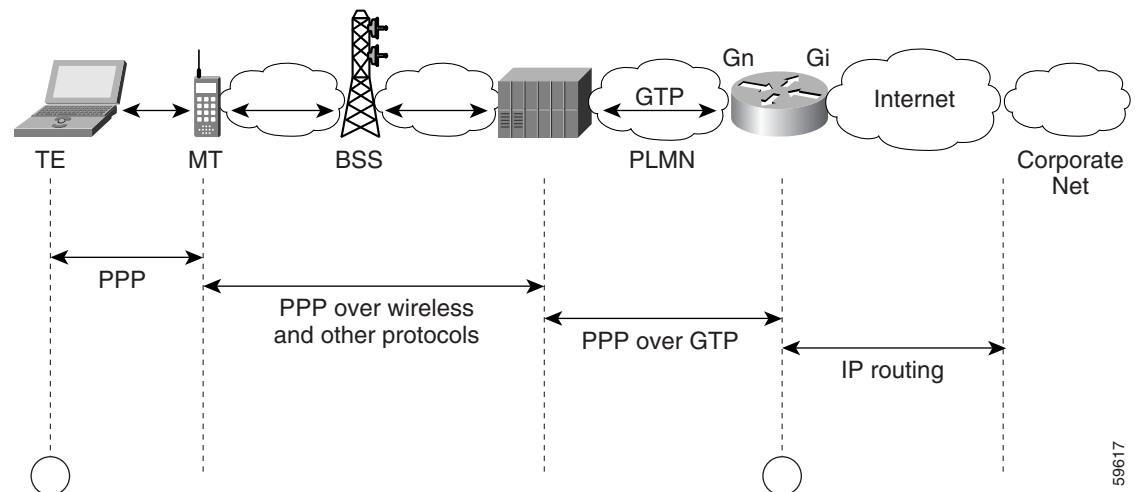 Gn Gi
GTP
Internet
TE
MT
BSS
PLMN
Corporate
Net
PPP
PPP over wireless
and other protocols
PPP over GTP
IP routing
59617